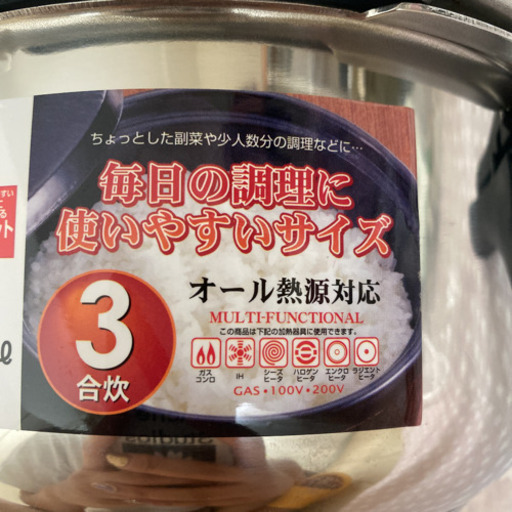 ちょっとした副菜や少人数分の調理などに…
毎日の調理に
使いやすいサイズ
3
合炊
オール熱源対応
MULTI-FUNCTIONAL
この商品は下記の加熱器具に使用できます。
ガスコンロ IH シーズヒータ ハロゲンヒータ エンクロヒータ ラジエントヒータ
GAS・100V・200V